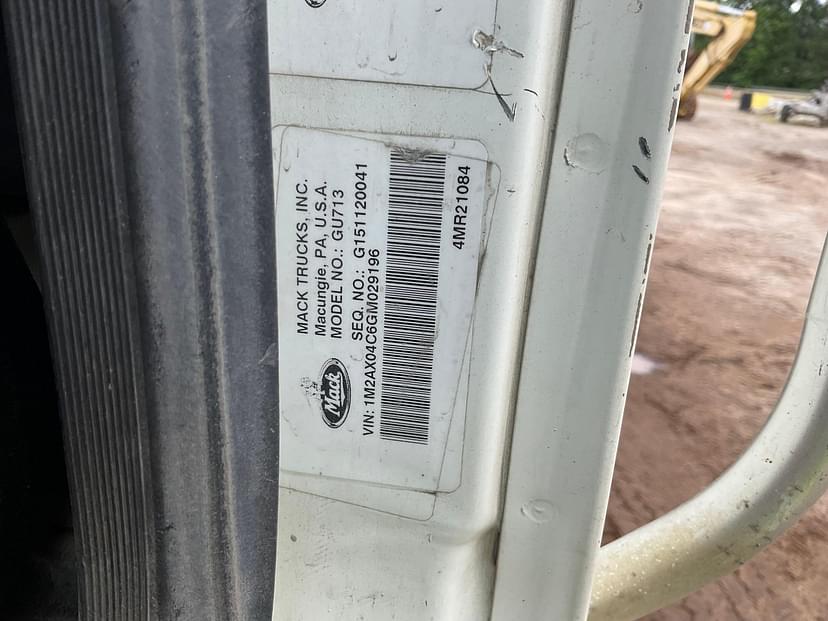 MACK TRUCKS, INC.
Macungie, PA, U.S.A.
MODEL NO.: GU713
SEQ. NO.: G151120041
Mack
VIN: 1M2AX04C6GM029196
4MR21084